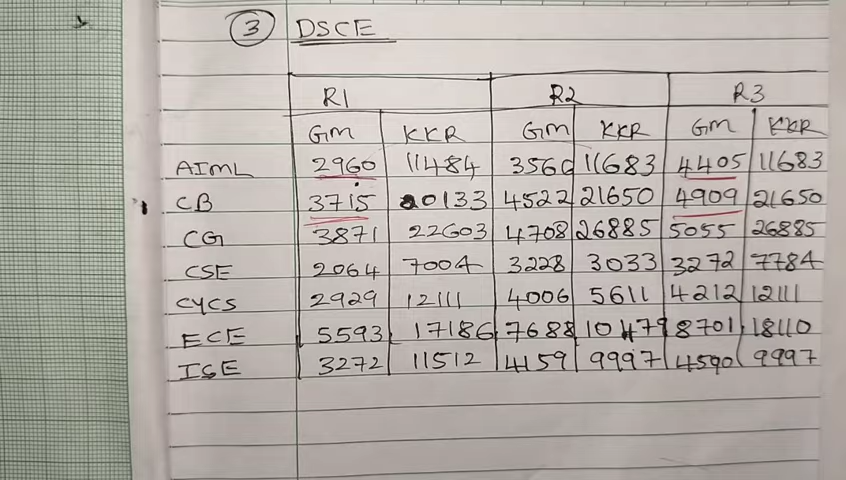 3 DSCE
R1 R2 R3
GM KKR GM KKR GM KKR
AIML 2960 11484 3560 11683 4405 11683
CB 3715 20133 4522 21650 4909 21650
CG 3871 22603 4708 26885 5055 26885
CSE 2064 7004 3228 3033 3272 7784
CYCS 2929 12111 4006 5611 4212 12111
ECE 5593 17186 7688 10479 8701 18110
ISE 3272 11512 4159 9997 4590 9997